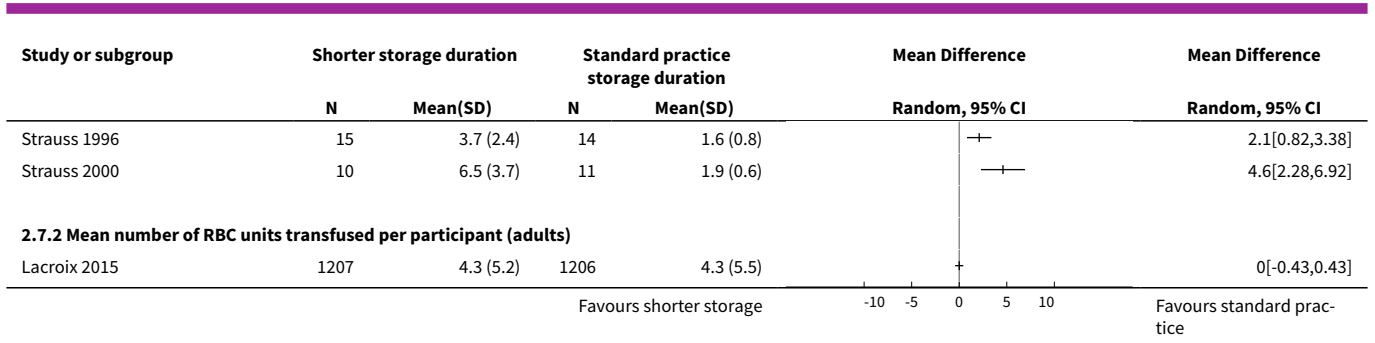 Study or subgroup Shorter storage duration Standard practice Mean Difference Mean Difference
storage duration
N Mean(SD) N Mean(SD) Random, 95% CI Random, 95% CI
Strauss 1996 15 3.7 (2.4) 14 1.6 (0.8) 2.1[0.82,3.38]
Strauss 2000 10 6.5 (3.7) 11 1.9 (0.6) 4.6[2.28,6.92]
2.7.2 Mean number of RBC units transfused per participant (adults)
Lacroix 2015 1207 4.3 (5.2) 1206 4.3 (5.5) 0[-0.43,0.43]
Favours shorter storage -10 -5 0 5 10 Favours standard prac-
tice